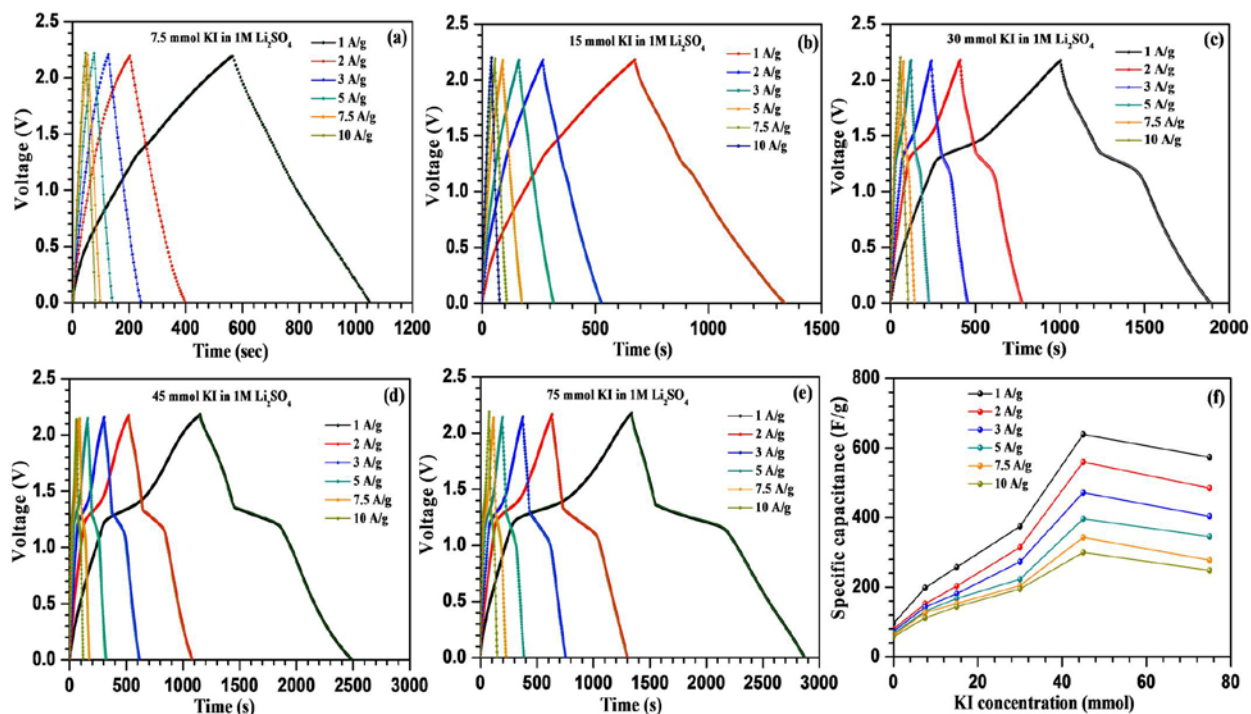 7.5 mmol KI in 1M Li₂SO₄ (a)
1 A/g
2 A/g
3 A/g
5 A/g
7.5 A/g
10 A/g
2.5
2.0
1.5
1.0
0.5
0.0
Voltage (V)
0 200 400 600 800 1000 1200
Time (sec)
15 mmol KI in 1M Li₂SO₄ (b)
1 A/g
2 A/g
3 A/g
5 A/g
7.5 A/g
10 A/g
2.5
2.0
1.5
1.0
0.5
0.0
Voltage (V)
0 500 1000 1500
Time (s)
30 mmol KI in 1M Li₂SO₄ (c)
1 A/g
2 A/g
3 A/g
5 A/g
7.5 A/g
10 A/g
2.5
2.0
1.5
1.0
0.5
0.0
Voltage (V)
0 500 1000 1500 2000
Time (s)
45 mmol KI in 1M Li₂SO₄ (d)
1 A/g
2 A/g
3 A/g
5 A/g
7.5 A/g
10 A/g
2.5
2.0
1.5
1.0
0.5
0.0
Voltage (V)
0 500 1000 1500 2000 2500 3000
Time (s)
75 mmol KI in 1M Li₂SO₄ (e)
1 A/g
2 A/g
3 A/g
5 A/g
7.5 A/g
10 A/g
2.5
2.0
1.5
1.0
0.5
0.0
Voltage (V)
0 500 1000 1500 2000 2500 3000
Time (s)
(f)
1 A/g
2 A/g
3 A/g
5 A/g
7.5 A/g
10 A/g
800
600
400
200
0
Specific capacitance (F/g)
0 20 40 60 80
KI concentration (mmol)